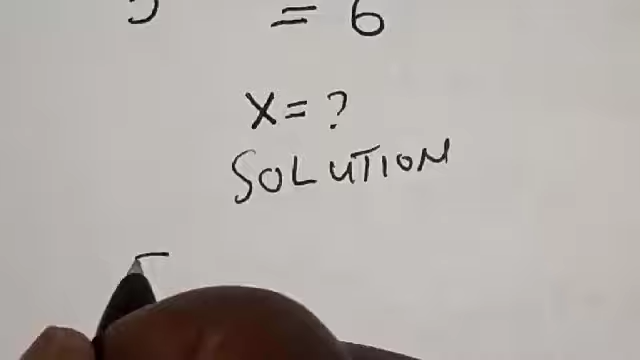 = 6
x = ?
SOLUTION